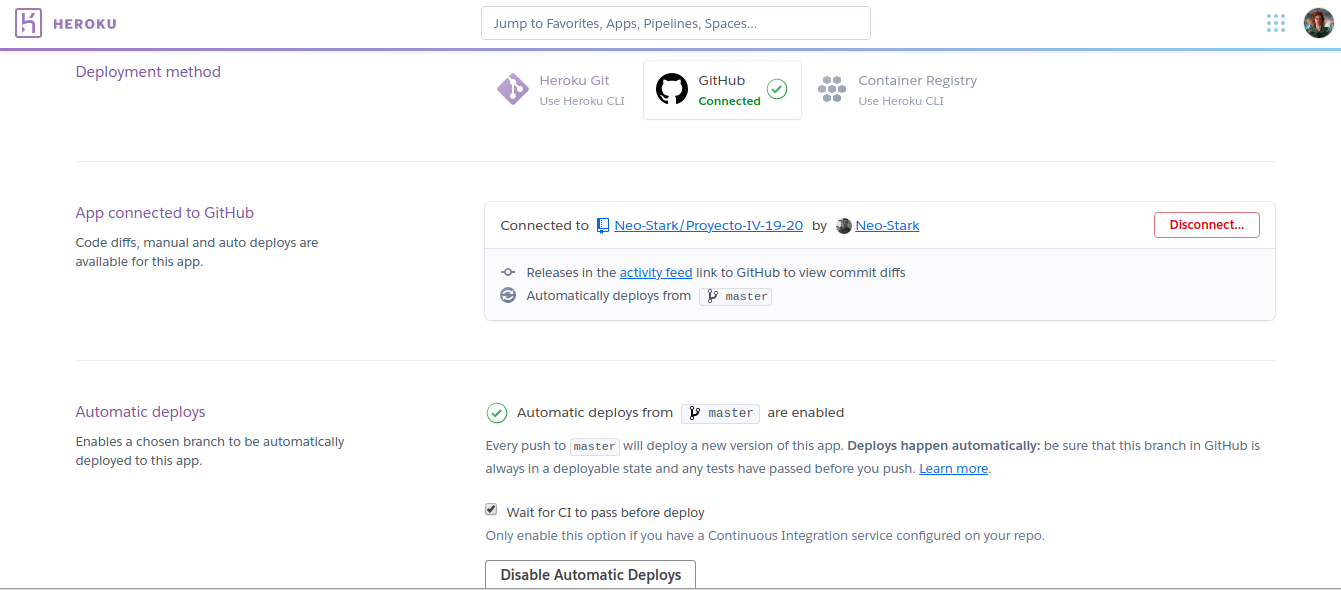 HEROKU
Jump to Favorites, Apps, Pipelines, Spaces...
Deployment method
Heroku Git
Use Heroku CLI
GitHub
Connected
Container Registry
Use Heroku CLI
App connected to GitHub
Code diffs, manual and auto deploys are
available for this app.
Connected to Neo-Stark/Proyecto-IV-19-20 by Neo-Stark
Disconnect...
Releases in the activity feed link to GitHub to view commit diffs
Automatically deploys from master
Automatic deploys
Enables a chosen branch to be automatically
deployed to this app.
Automatic deploys from master are enabled
Every push to master will deploy a new version of this app. Deploys happen automatically: be sure that this branch in GitHub is
always in a deployable state and any tests have passed before you push. Learn more.
Wait for CI to pass before deploy
Only enable this option if you have a Continuous Integration service configured on your repo.
Disable Automatic Deploys